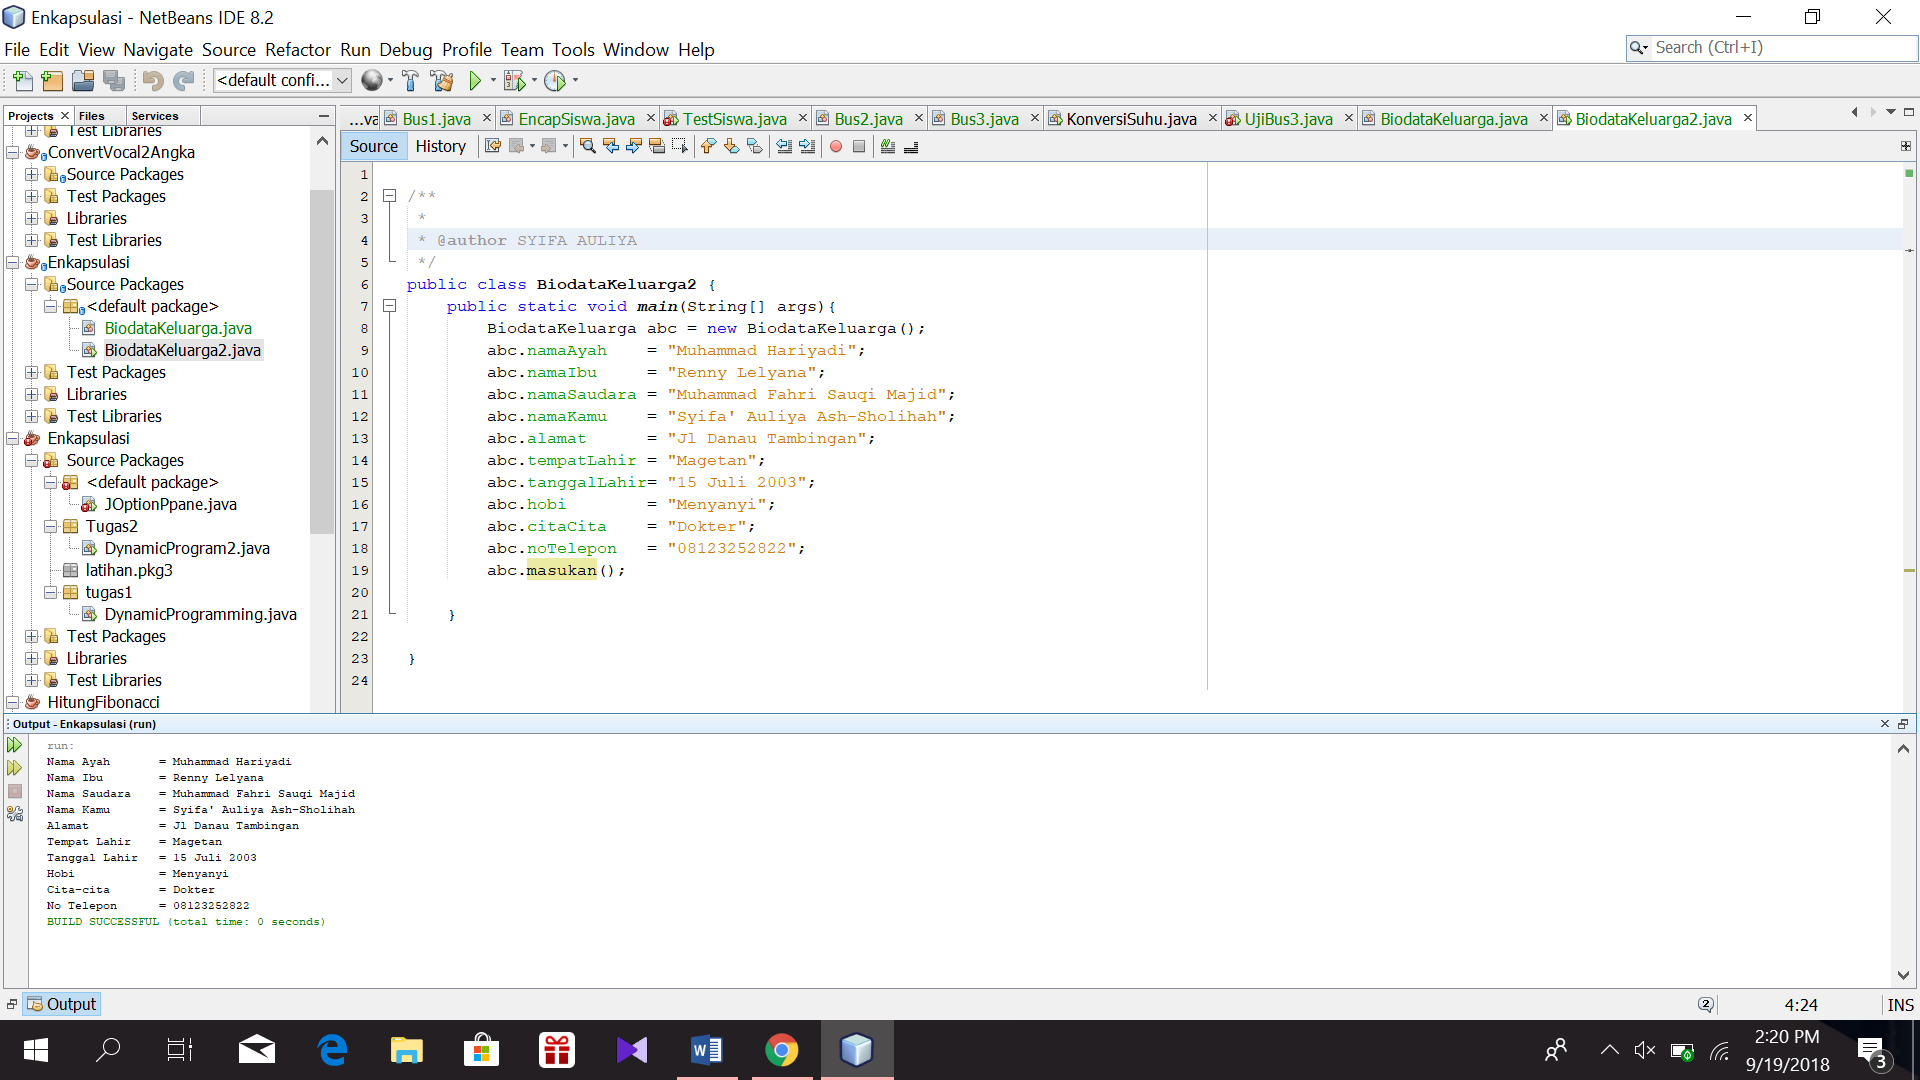 Enkapsulasi - NetBeans IDE 8.2
File Edit View Navigate Source Refactor Run Debug Profile Team Tools Window Help
Search (Ctrl+I)
<default confi...
Projects Files Services
...va Bus1.java EncapSiswa.java TestSiswa.java Bus2.java Bus3.java KonversiSuhu.java UjiBus3.java BiodataKeluarga.java BiodataKeluarga2.java
Source History
Test Libraries
ConvertVocal2Angka
Source Packages
Test Packages
Libraries
Test Libraries
Enkapsulasi
Source Packages
<default package>
BiodataKeluarga.java
BiodataKeluarga2.java
Test Packages
Libraries
Test Libraries
Enkapsulasi
Source Packages
<default package>
JOptionPpane.java
Tugas2
DynamicProgram2.java
latihan.pkg3
tugas1
DynamicProgramming.java
Test Packages
Libraries
Test Libraries
HitungFibonacci
1
2 /**
3 *
4 * @author SYIFA AULIYA
5 */
6 public class BiodataKeluarga2 {
7 public static void main(String[] args){
8 BiodataKeluarga abc = new BiodataKeluarga();
9 abc.namaAyah = "Muhammad Hariyadi";
10 abc.namaIbu = "Renny Lelyana";
11 abc.namaSaudara = "Muhammad Fahri Sauqi Majid";
12 abc.namaKamu = "Syifa' Auliya Ash-Sholihah";
13 abc.alamat = "Jl Danau Tambingan";
14 abc.tempatLahir = "Magetan";
15 abc.tanggalLahir= "15 Juli 2003";
16 abc.hobi = "Menyanyi";
17 abc.citaCita = "Dokter";
18 abc.noTelepon = "08123252822";
19 abc.masukan();
20
21 }
22
23 }
24
Output - Enkapsulasi (run)
run:
Nama Ayah = Muhammad Hariyadi
Nama Ibu = Renny Lelyana
Nama Saudara = Muhammad Fahri Sauqi Majid
Nama Kamu = Syifa' Auliya Ash-Sholihah
Alamat = Jl Danau Tambingan
Tempat Lahir = Magetan
Tanggal Lahir = 15 Juli 2003
Hobi = Menyanyi
Cita-cita = Dokter
No Telepon = 08123252822
BUILD SUCCESSFUL (total time: 0 seconds)
Output
2
4:24
INS
2:20 PM
9/19/2018
3